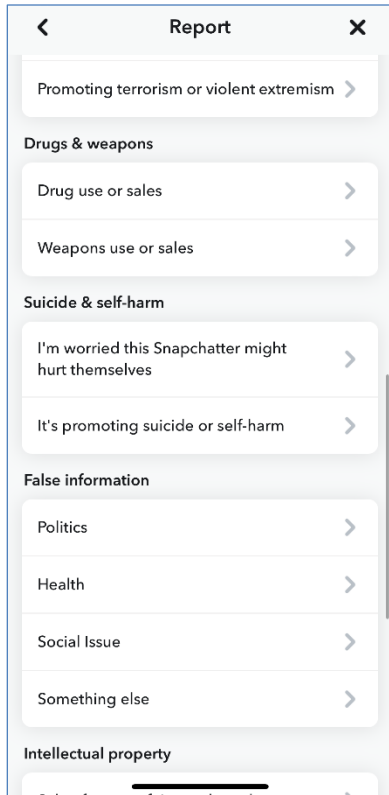 Report
Promoting terrorism or violent extremism
Drugs & weapons
Drug use or sales
Weapons use or sales
Suicide & self-harm
I'm worried this Snapchatter might
hurt themselves
It's promoting suicide or self-harm
False information
Politics
Health
Social Issue
Something else
Intellectual property